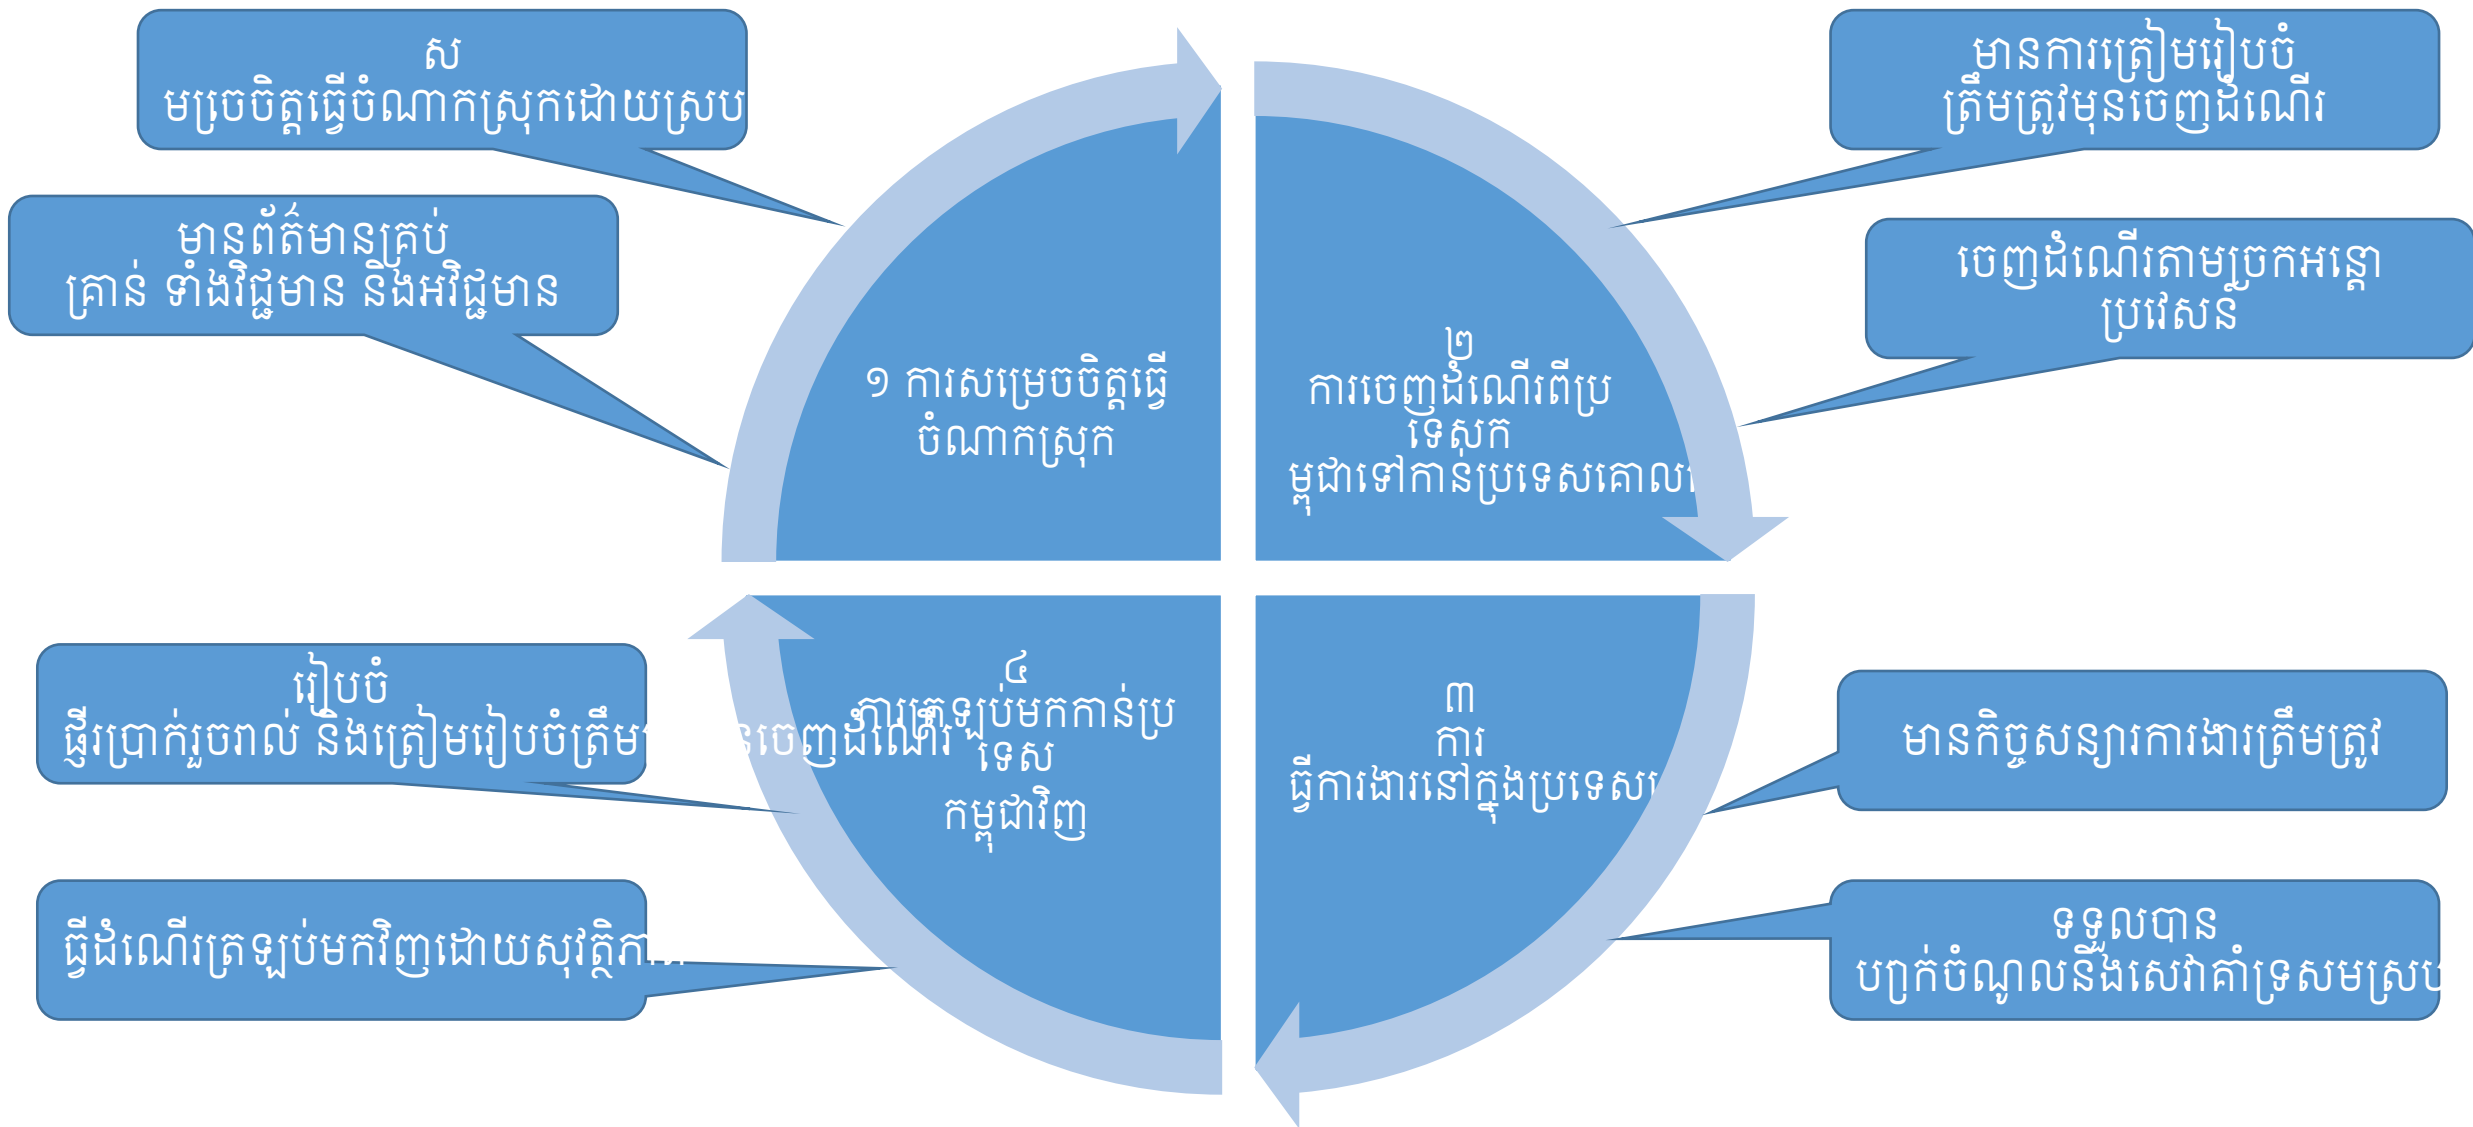 ស
មច្រេចិត្តធ្វើចំណាកស្រុកដោយស្រប
មានព័ត៌មានគ្រប់
គ្រាន់ ទាំងវិជ្ជមាន និងអវិជ្ជមាន
១ ការសម្រេចចិត្តធ្វើ
ចំណាកស្រុក
មានការត្រៀមរៀបចំ
ត្រឹមត្រូវមុនចេញដំណើរ
ចេញដំណើរតាមច្រកអន្តោ
ប្រវេសន៍
២
ការចេញដំណើរពីប្រ
ទេសក
ម្ពុជាទៅកាន់ប្រទេសគោល
៣
ការ
ធ្វើការងារនៅក្នុងប្រទេស
មានកិច្ចសន្យារការងារត្រឹមត្រូវ
ទទួលបាន
បា្រក់ចំណូលនិងសេវាគាំទ្រសមស្រប
៤
ការត្រឡប់មកកាន់ប្រ
ទេស
កម្ពុជាវិញ
រៀបចំ
ផ្ញើរប្រាក់រួចរាល់ និងត្រៀមរៀបចំត្រឹម ចេញដំណើរ
ធ្វើដំណើរត្រឡប់មកវិញដោយសុវត្ថិភាព